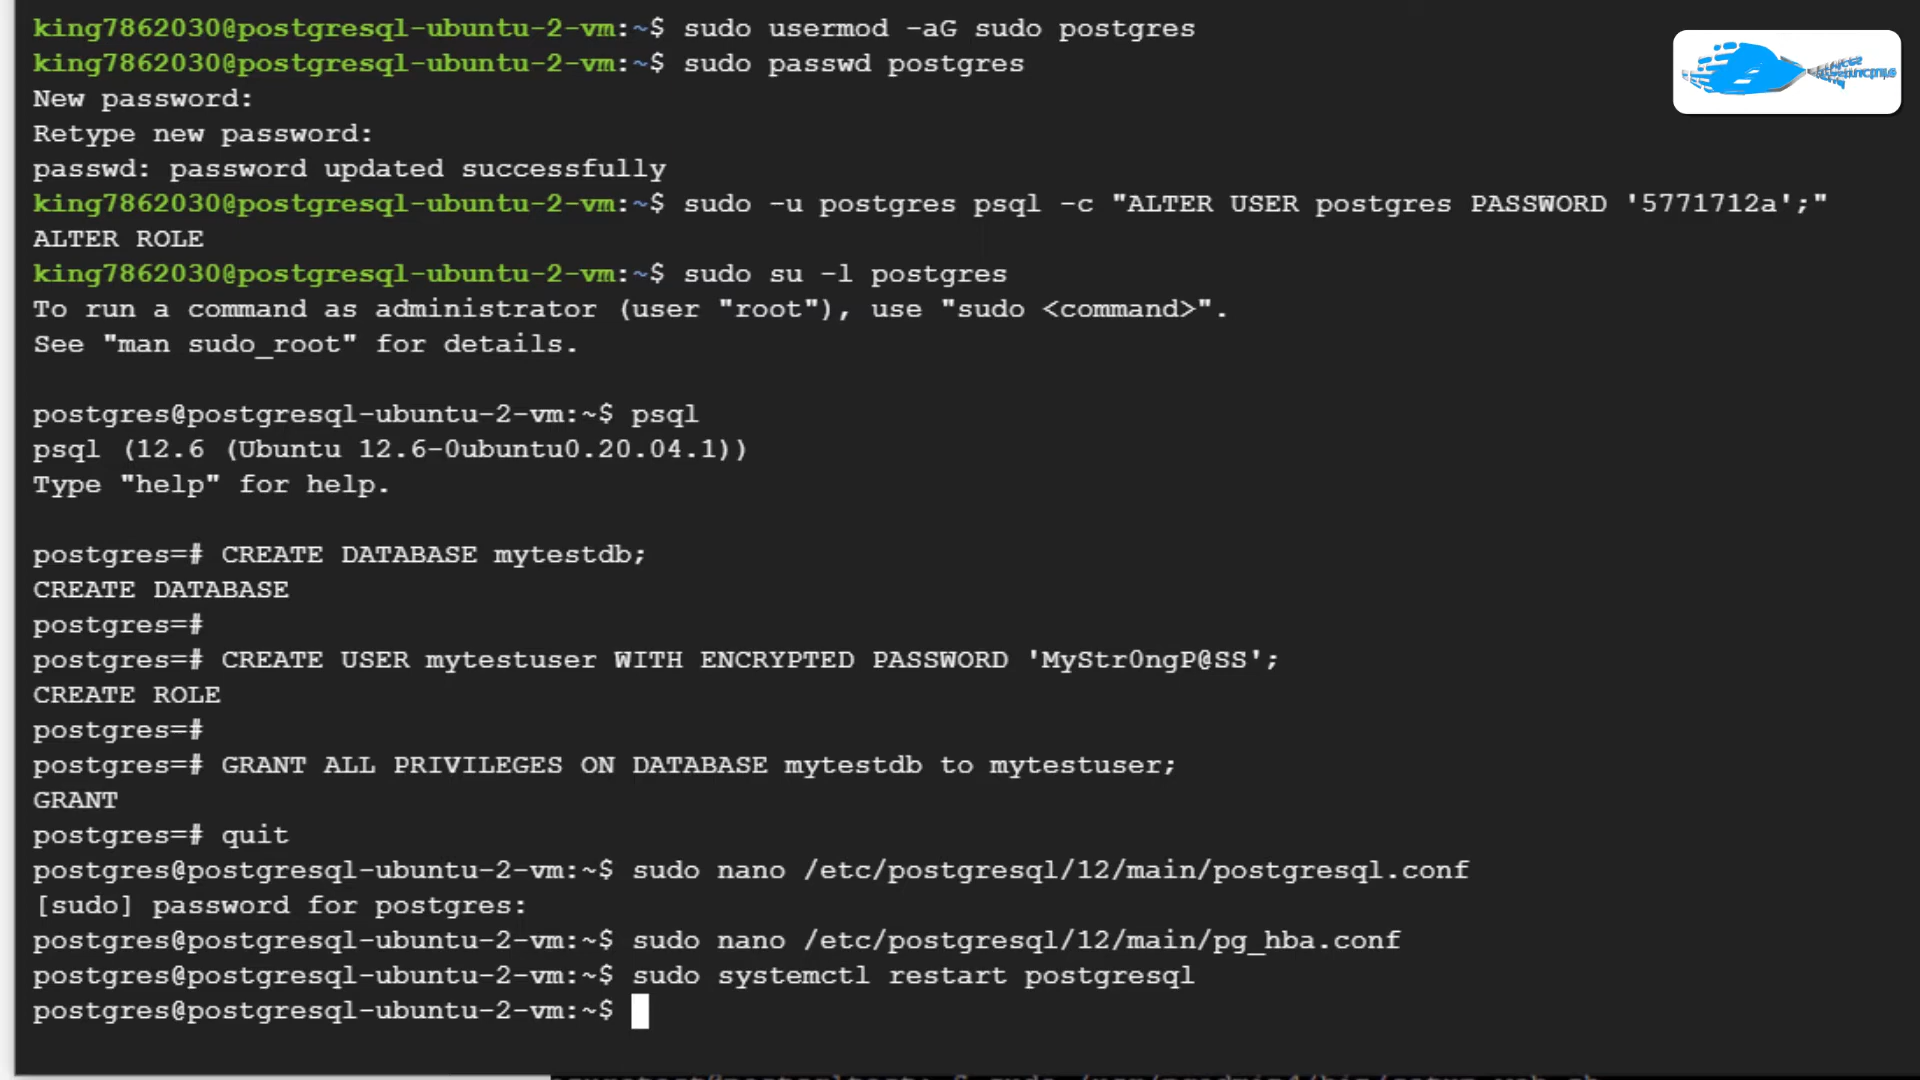 king7862030@postgresql-ubuntu-2-vm:~$ sudo usermod -aG sudo postgres
king7862030@postgresql-ubuntu-2-vm:~$ sudo passwd postgres
New password:
Retype new password:
passwd: password updated successfully
king7862030@postgresql-ubuntu-2-vm:~$ sudo -u postgres psql -c "ALTER USER postgres PASSWORD '5771712a';"
ALTER ROLE
king7862030@postgresql-ubuntu-2-vm:~$ sudo su -l postgres
To run a command as administrator (user "root"), use "sudo <command>".
See "man sudo_root" for details.
postgres@postgresql-ubuntu-2-vm:~$ psql
psql (12.6 (Ubuntu 12.6-0ubuntu0.20.04.1))
Type "help" for help.
postgres=# CREATE DATABASE mytestdb;
CREATE DATABASE
postgres=#
postgres=# CREATE USER mytestuser WITH ENCRYPTED PASSWORD 'MyStr0ngP@SS';
CREATE ROLE
postgres=#
postgres=# GRANT ALL PRIVILEGES ON DATABASE mytestdb to mytestuser;
GRANT
postgres=# quit
postgres@postgresql-ubuntu-2-vm:~$ sudo nano /etc/postgresql/12/main/postgresql.conf
[sudo] password for postgres:
postgres@postgresql-ubuntu-2-vm:~$ sudo nano /etc/postgresql/12/main/pg_hba.conf
postgres@postgresql-ubuntu-2-vm:~$ sudo systemctl restart postgresql
postgres@postgresql-ubuntu-2-vm:~$